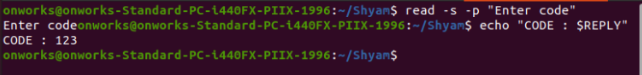 onworks@onworks-Standard-PC-i440FX-PIIX-1996:~/Shyam$ read -s -p "Enter code"
Enter codeonworks@onworks-Standard-PC-i440FX-PIIX-1996:~/Shyam$ echo "CODE : $REPLY"
CODE : 123
onworks@onworks-Standard-PC-i440FX-PIIX-1996:~/Shyam$